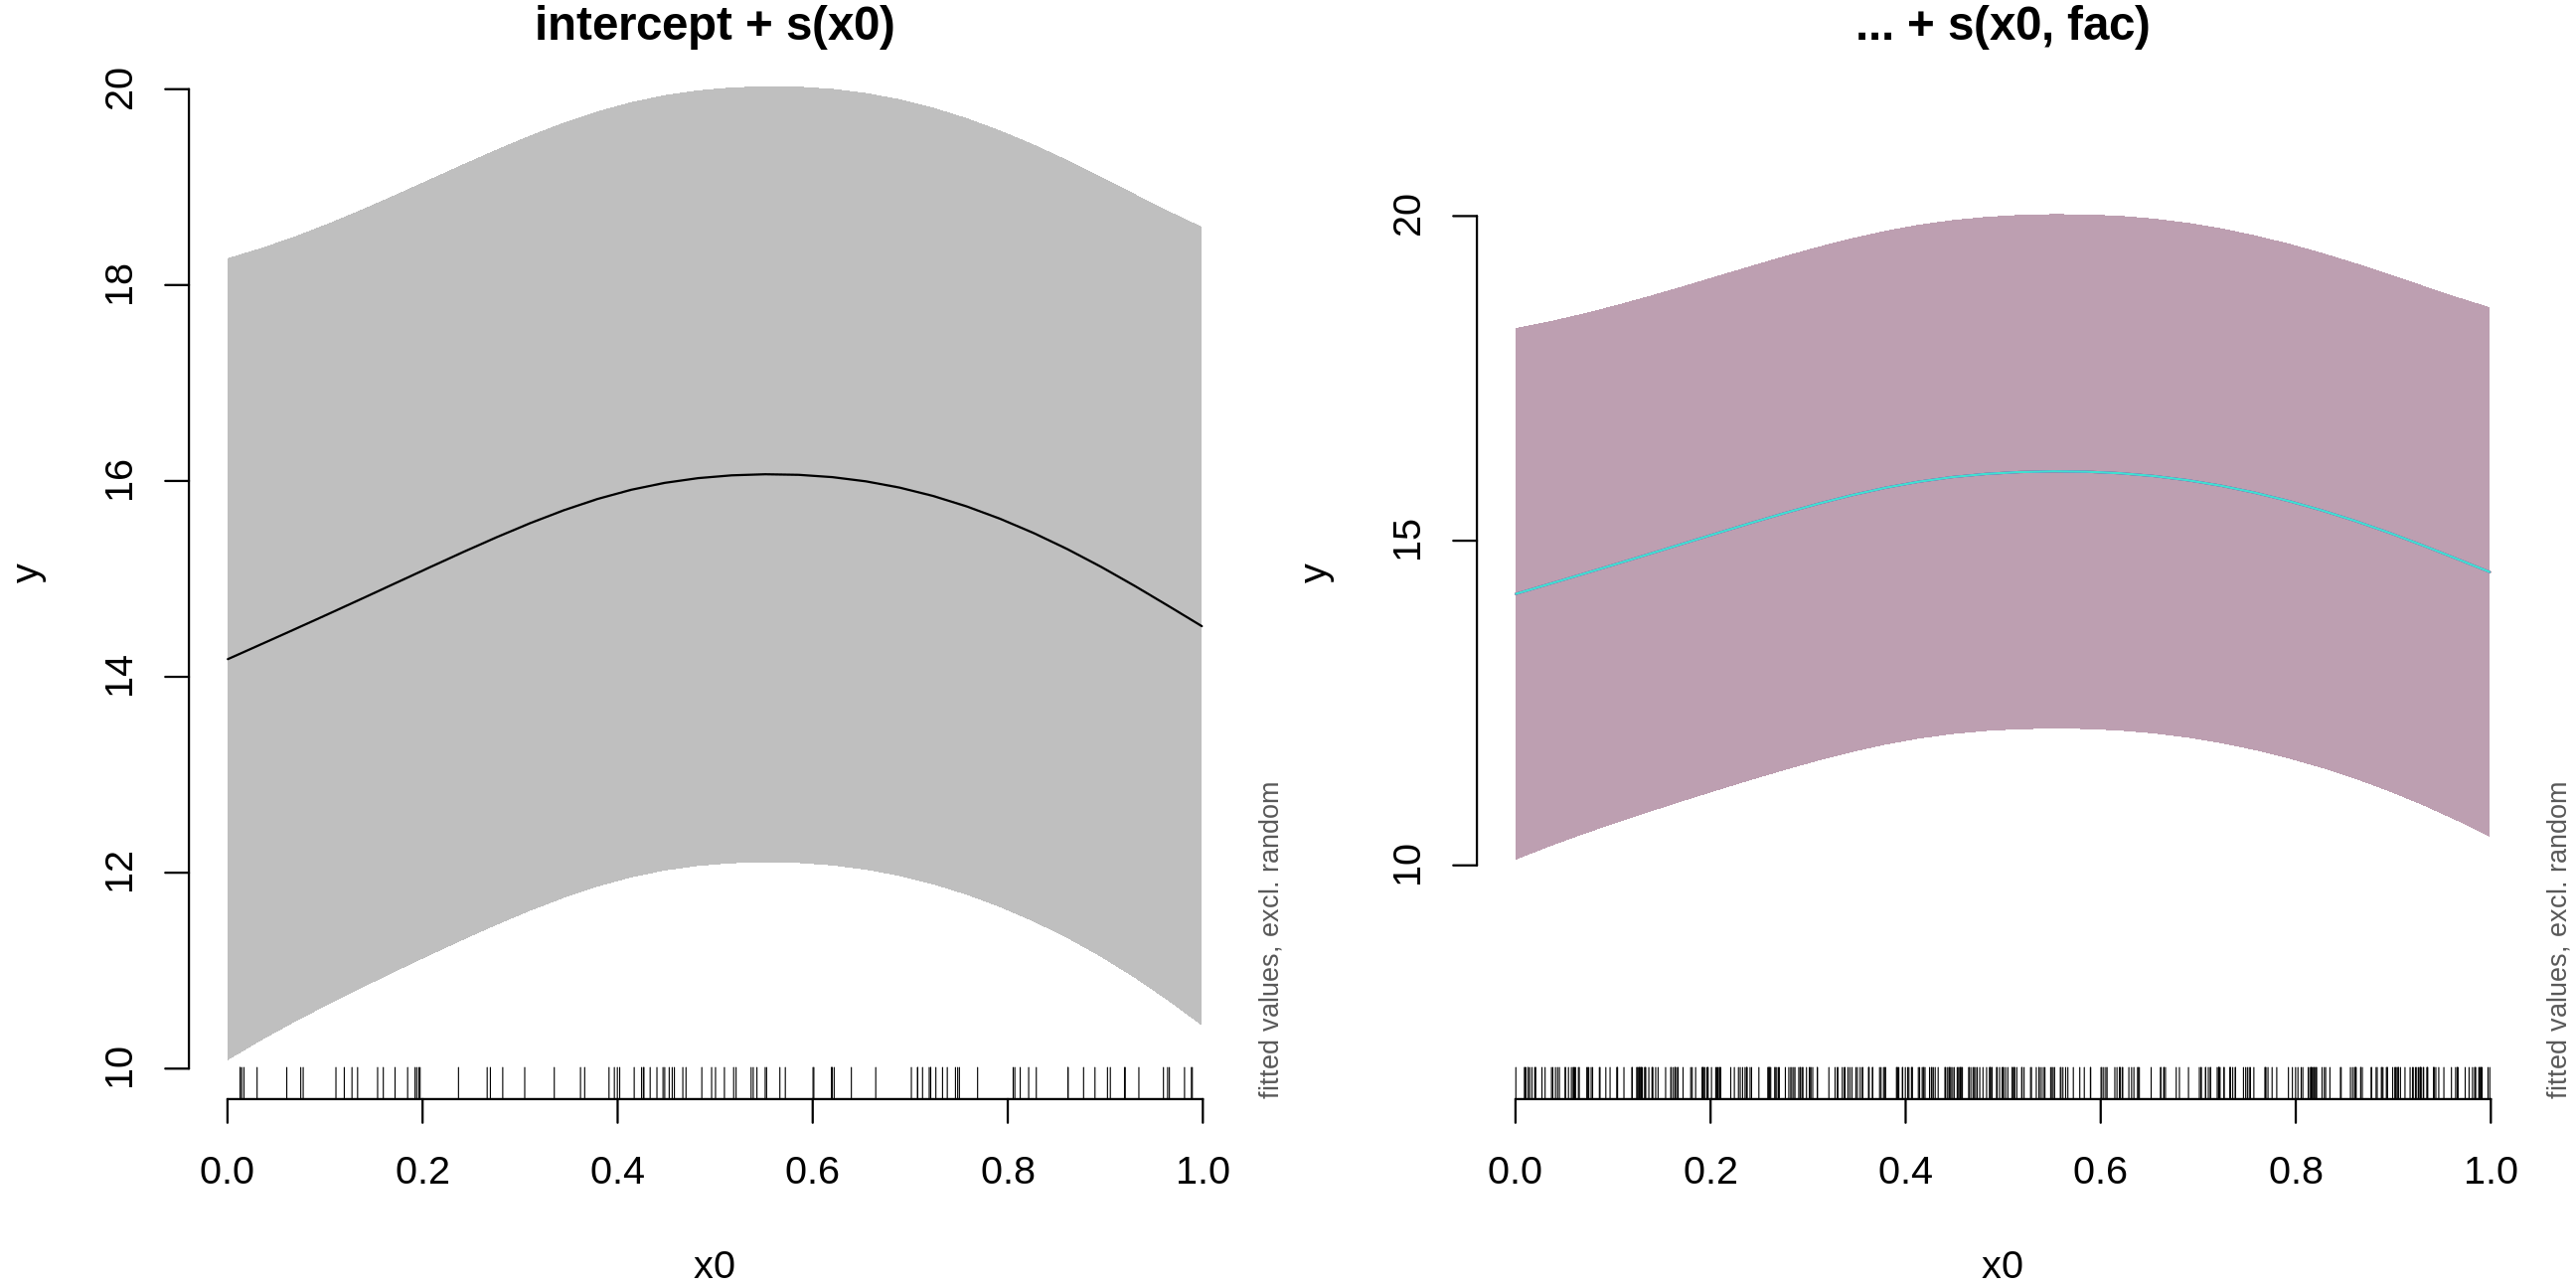 intercept + s(x0)
20
18
16
14
12
10
y
0.0 0.2 0.4 0.6 0.8 1.0
x0
fitted values, excl. random
... + s(x0, fac)
20
15
10
y
0.0 0.2 0.4 0.6 0.8 1.0
x0
fitted values, excl. random